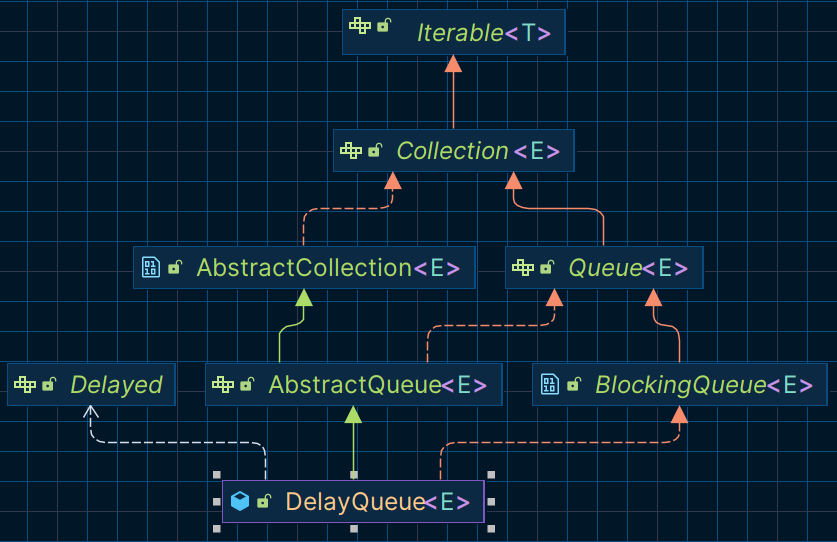 Iterable<T>
Collection<E>
AbstractCollection<E>
Queue<E>
Delayed
AbstractQueue<E>
BlockingQueue<E>
DelayQueue<E>